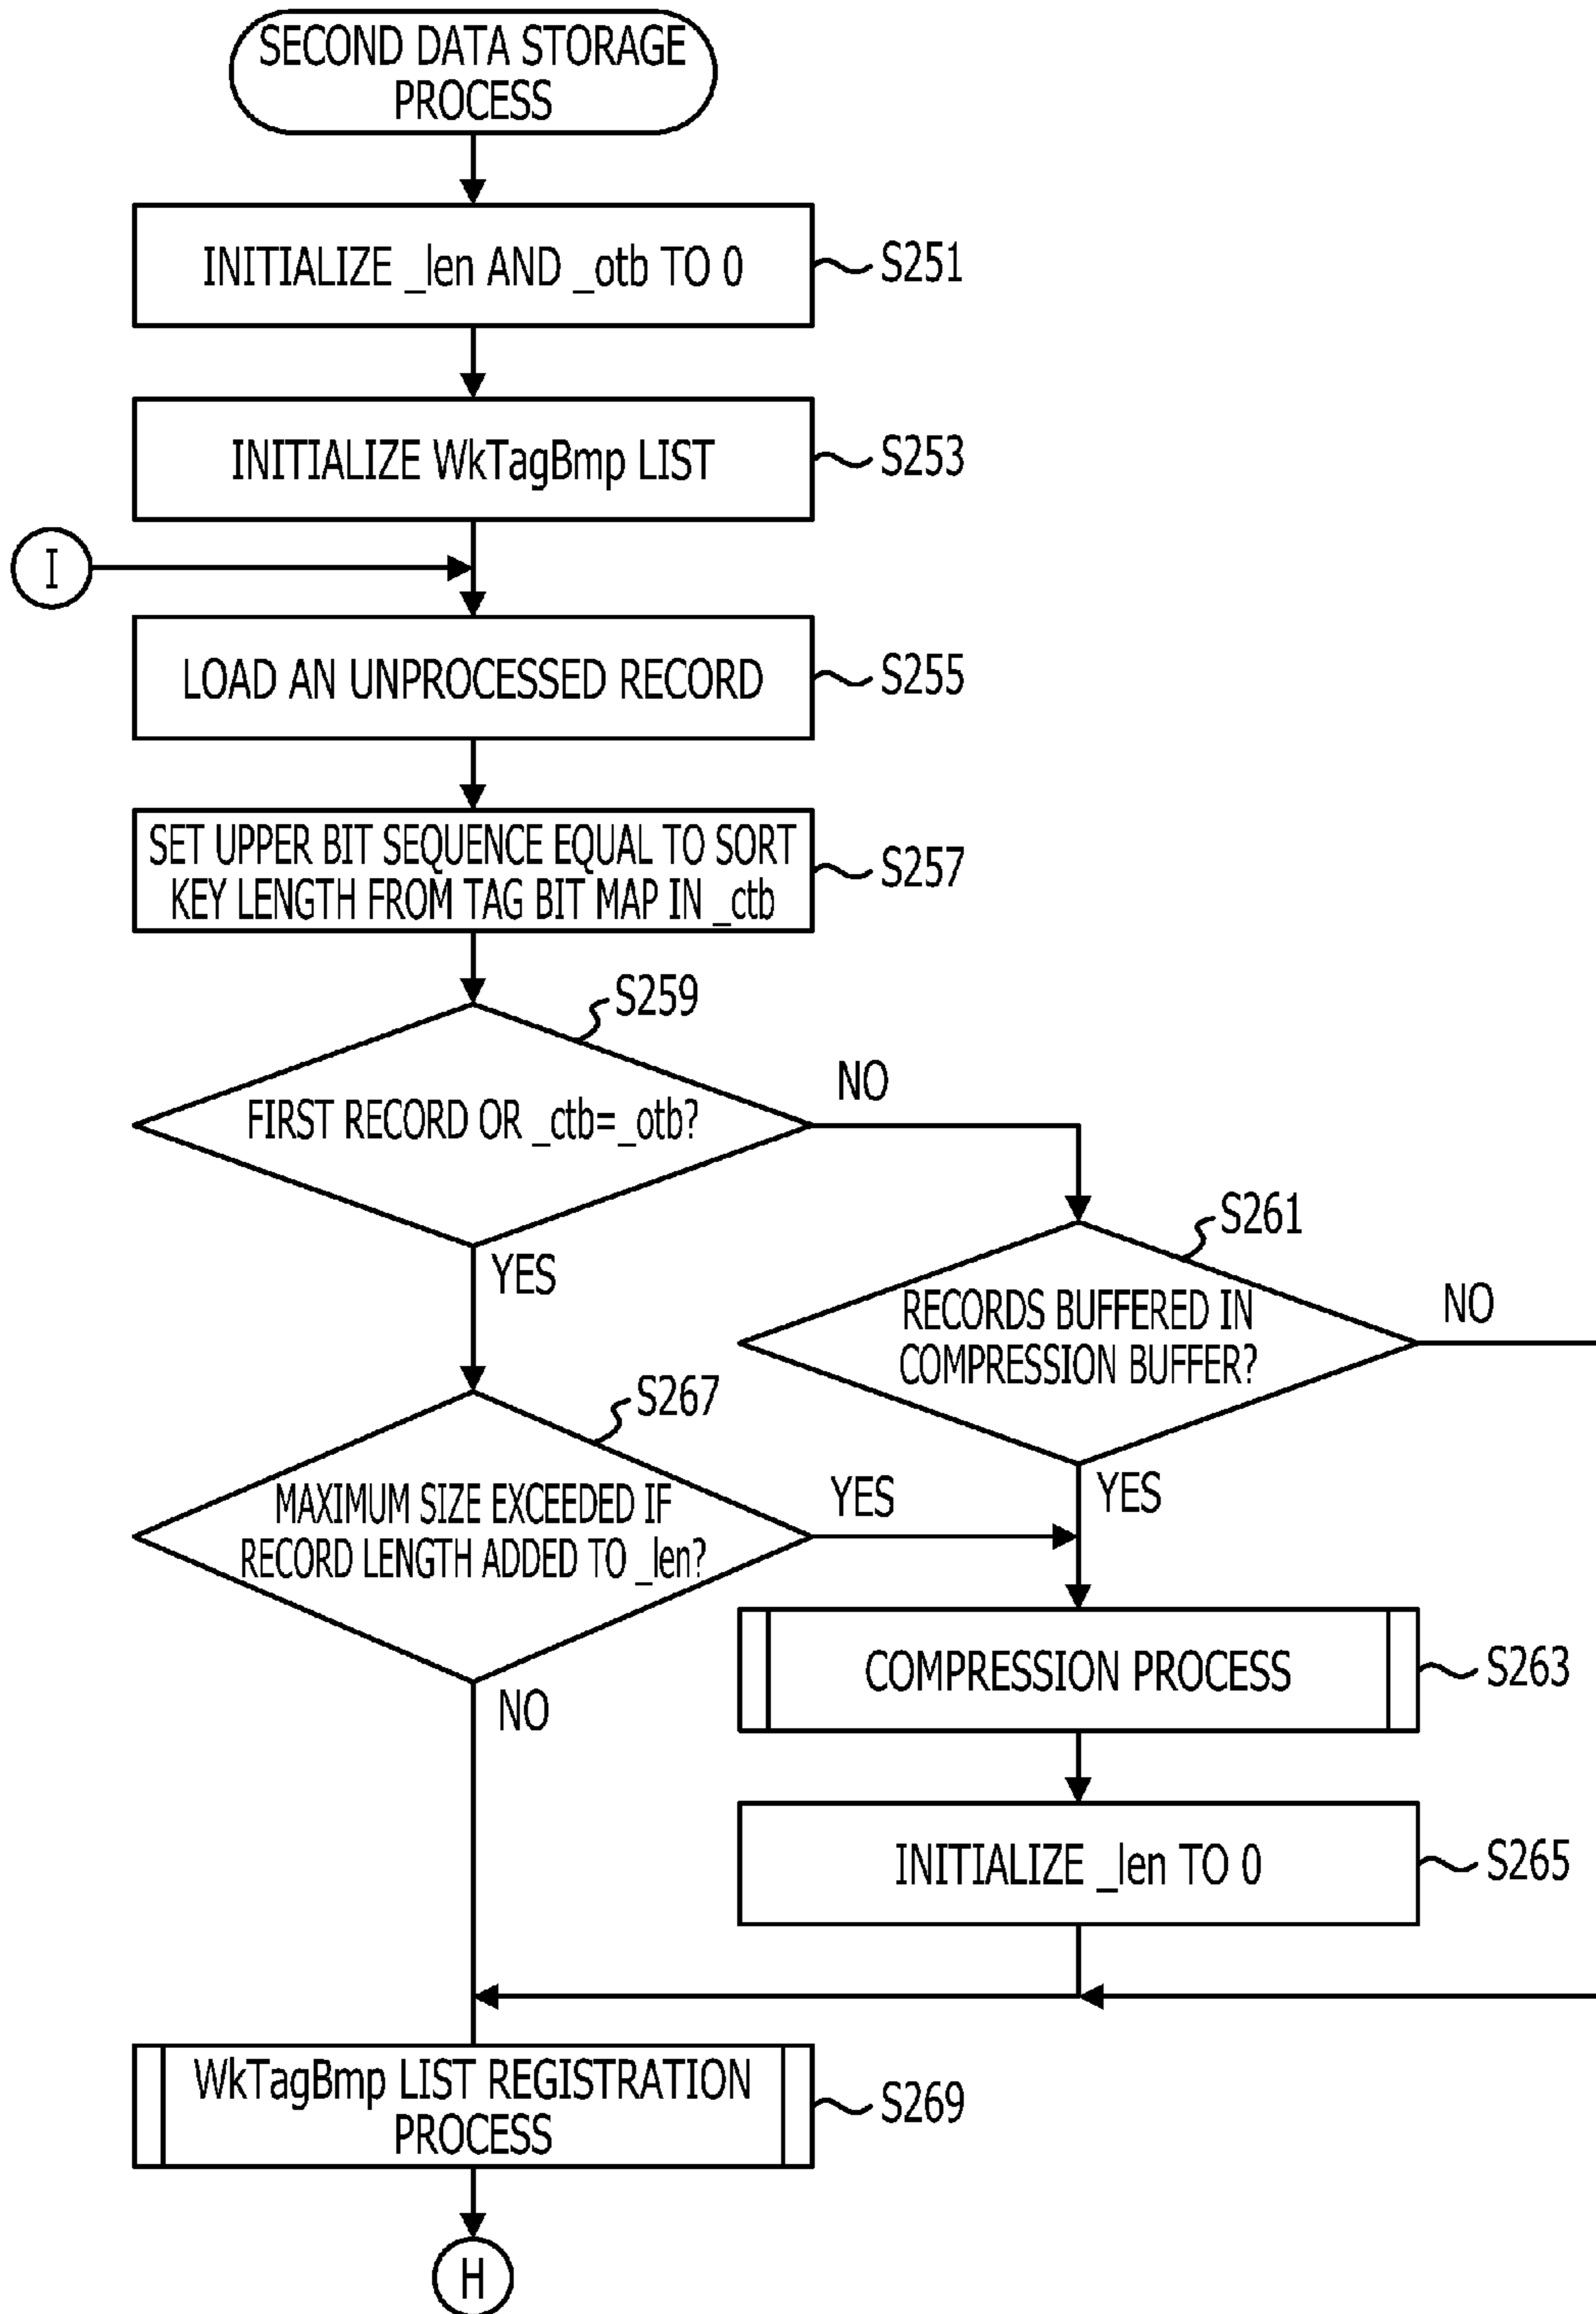 SECOND DATA STORAGE
PROCESS
INITIALIZE _len AND _otb TO 0
S251
INITIALIZE WkTagBmp LIST
S253
I
LOAD AN UNPROCESSED RECORD
S255
SET UPPER BIT SEQUENCE EQUAL TO SORT
KEY LENGTH FROM TAG BIT MAP IN _ctb
S257
S259
FIRST RECORD OR _ctb=_otb?
NO
YES
S261
RECORDS BUFFERED IN
COMPRESSION BUFFER?
NO
YES
S267
MAXIMUM SIZE EXCEEDED IF
RECORD LENGTH ADDED TO _len?
YES
NO
COMPRESSION PROCESS
S263
INITIALIZE _len TO 0
S265
WkTagBmp LIST REGISTRATION
PROCESS
S269
H